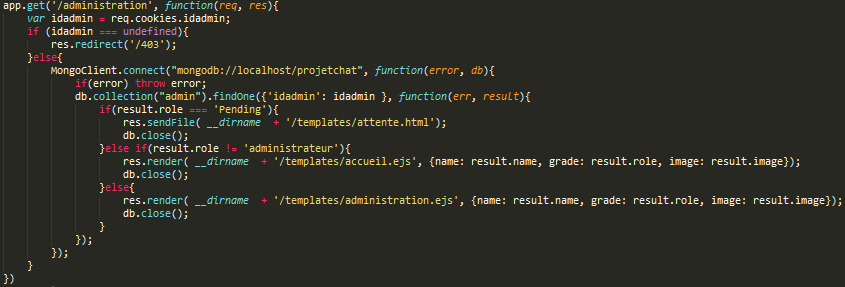 app.get('/administration', function(req, res){
    var idadmin = req.cookies.idadmin;
    if (idadmin === undefined){
        res.redirect('/403');
    }else{
        MongoClient.connect("mongodb://localhost/projetchat", function(error, db){
            if(error) throw error;
            db.collection("admin").findOne({'idadmin': idadmin }, function(err, result){
                if(result.role === 'Pending'){
                    res.sendFile( __dirname  + '/templates/attente.html');
                    db.close();
                }else if(result.role != 'administrateur'){
                    res.render( __dirname  + '/templates/accueil.ejs', {name: result.name, grade: result.role, image: result.image});
                    db.close();
                }else{
                    res.render( __dirname  + '/templates/administration.ejs', {name: result.name, grade: result.role, image: result.image});
                    db.close();
                }
            });
        });
    }
})